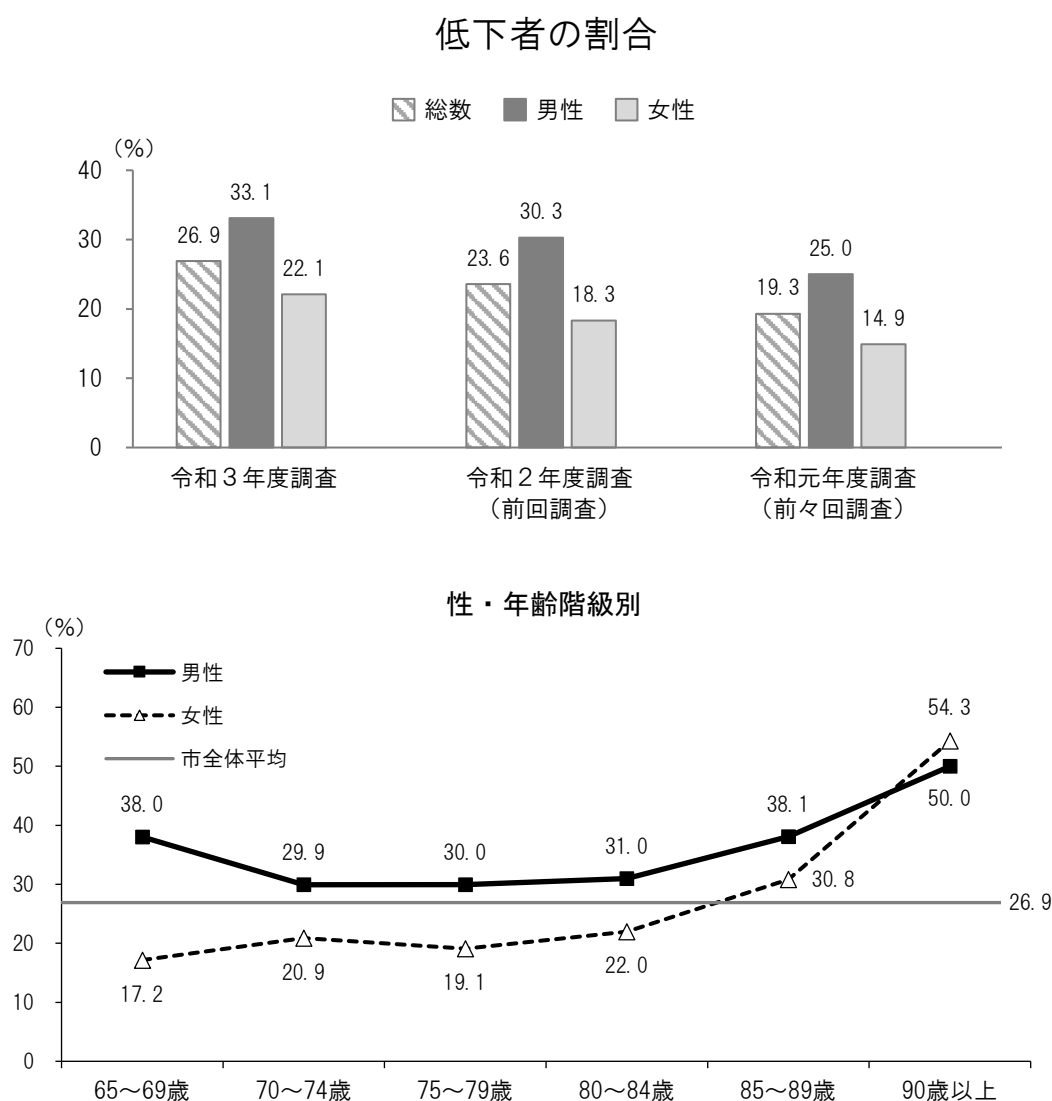 低下者の割合
総数 男性 女性
（%）
40
30
20
10
0
26.9 33.1 22.1
23.6 30.3 18.3
19.3 25.0 14.9
令和３年度調査 令和２年度調査 令和元年度調査
（前回調査） （前々回調査）
性・年齢階級別
（%）
70
60
50
40
30
20
10
0
男性
女性
市全体平均
38.0 29.9 30.0 31.0 38.1 50.0
17.2 20.9 19.1 22.0 30.8 54.3
26.9
65～69歳 70～74歳 75～79歳 80～84歳 85～89歳 90歳以上